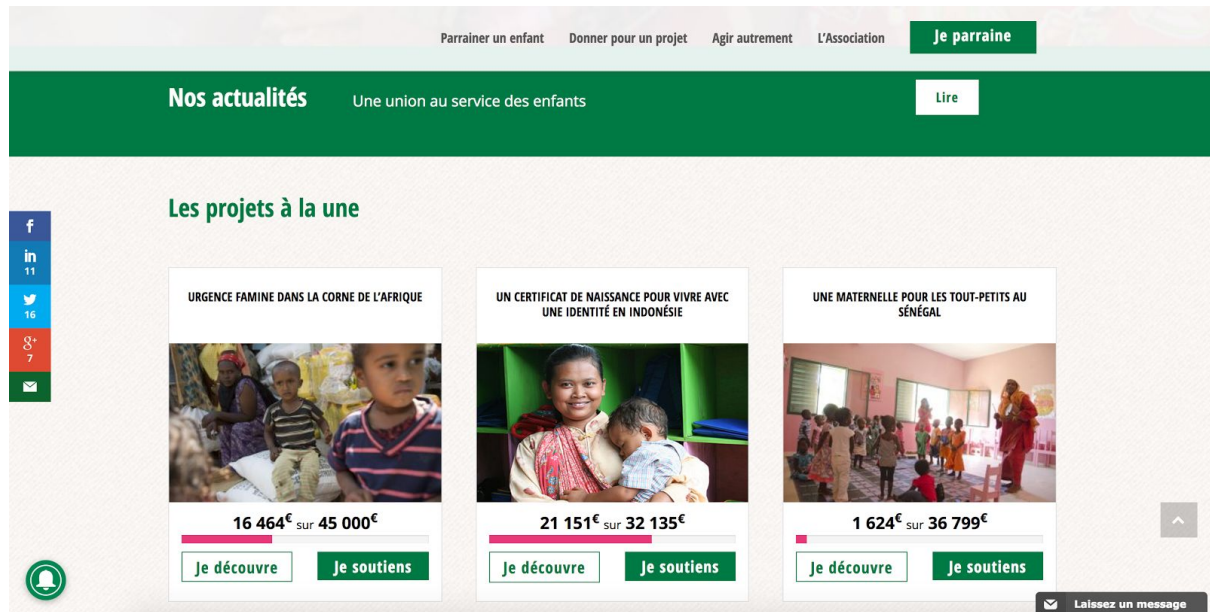 Parrainer un enfant Donner pour un projet Agir autrement L'Association Je parraine
Nos actualités Une union au service des enfants Lire
Les projets à la une
f
in
11
16
g+
7
URGENCE FAMINE DANS LA CORNE DE L'AFRIQUE
16 464€ sur 45 000€
Je découvre Je soutiens
UN CERTIFICAT DE NAISSANCE POUR VIVRE AVEC
UNE IDENTITÉ EN INDONÉSIE
21 151€ sur 32 135€
Je découvre Je soutiens
UNE MATERNELLE POUR LES TOUT-PETITS AU
SÉNÉGAL
1 624€ sur 36 799€
Je découvre Je soutiens
Laissez un message